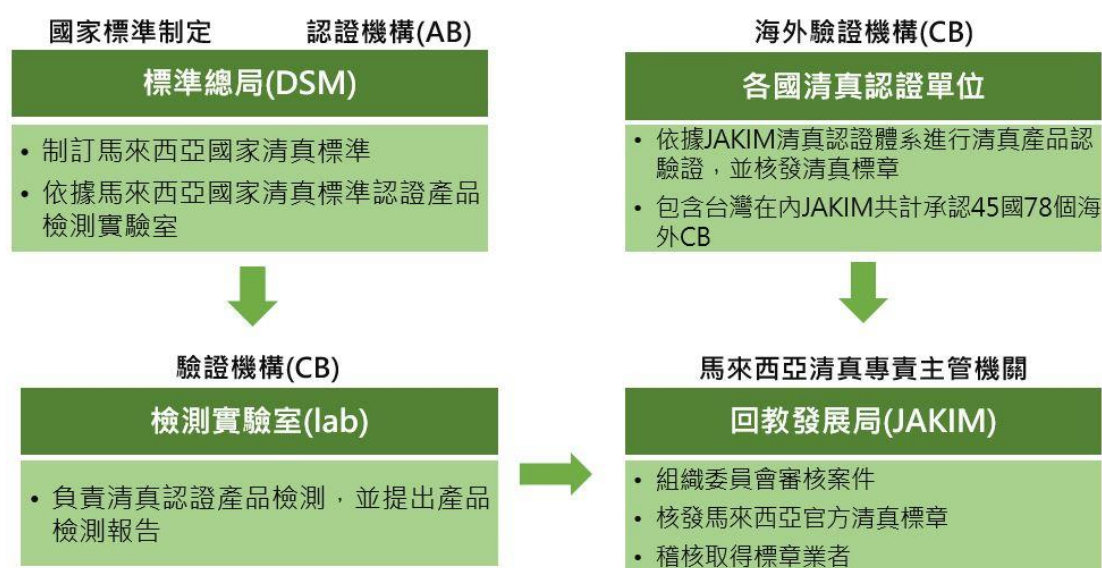 國家標準制定 認證機構(AB)
標準總局(DSM)
• 制訂馬來西亞國家清真標準
• 依據馬來西亞國家清真標準認證產品
檢測實驗室
海外驗證機構(CB)
各國清真認證單位
• 依據JAKIM清真認證體系進行清真產品認
驗證，並核發清真標章
• 包含台灣在內JAKIM共計承認45國78個海
外CB
驗證機構(CB)
檢測實驗室(lab)
• 負責清真認證產品檢測，並提出產品
檢測報告
馬來西亞清真專責主管機關
回教發展局(JAKIM)
• 組織委員會審核案件
• 核發馬來西亞官方清真標章
• 稽核取得標章業者